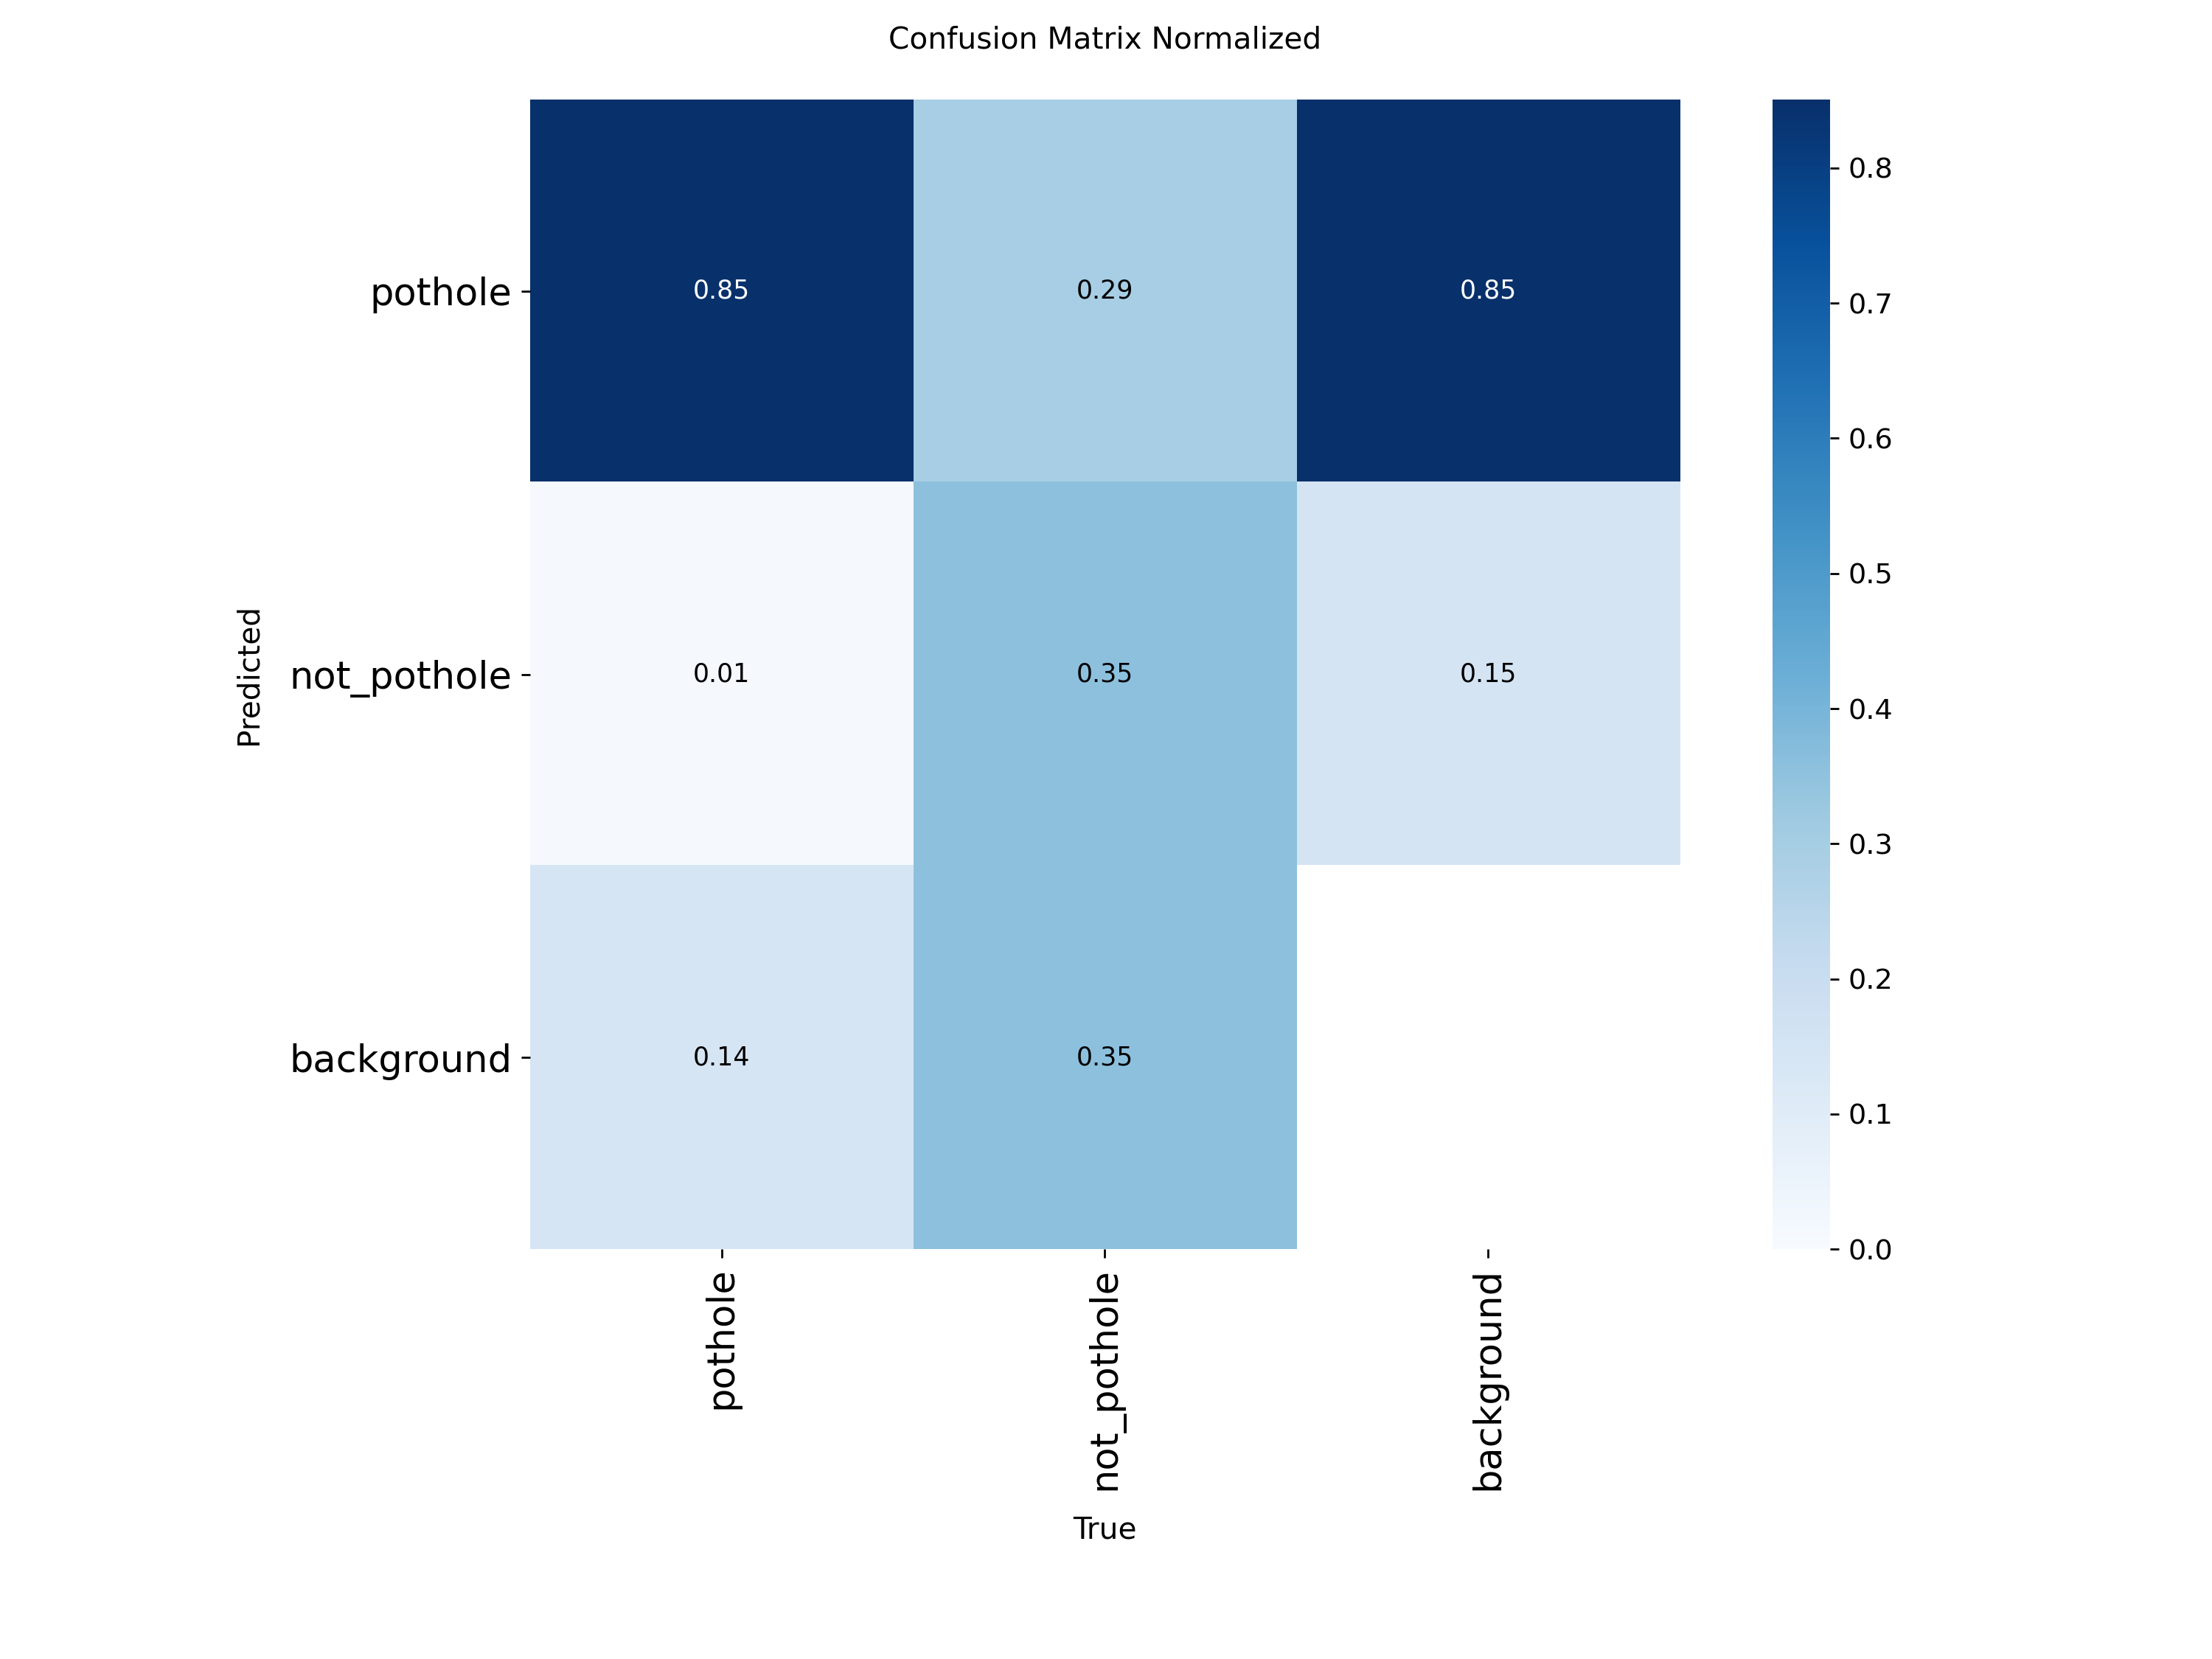 Confusion Matrix Normalized
pothole
0.85
0.29
0.85
not_pothole
0.01
0.35
0.15
background
0.14
0.35
Predicted
pothole
not_pothole
background
True
0.8
0.7
0.6
0.5
0.4
0.3
0.2
0.1
0.0